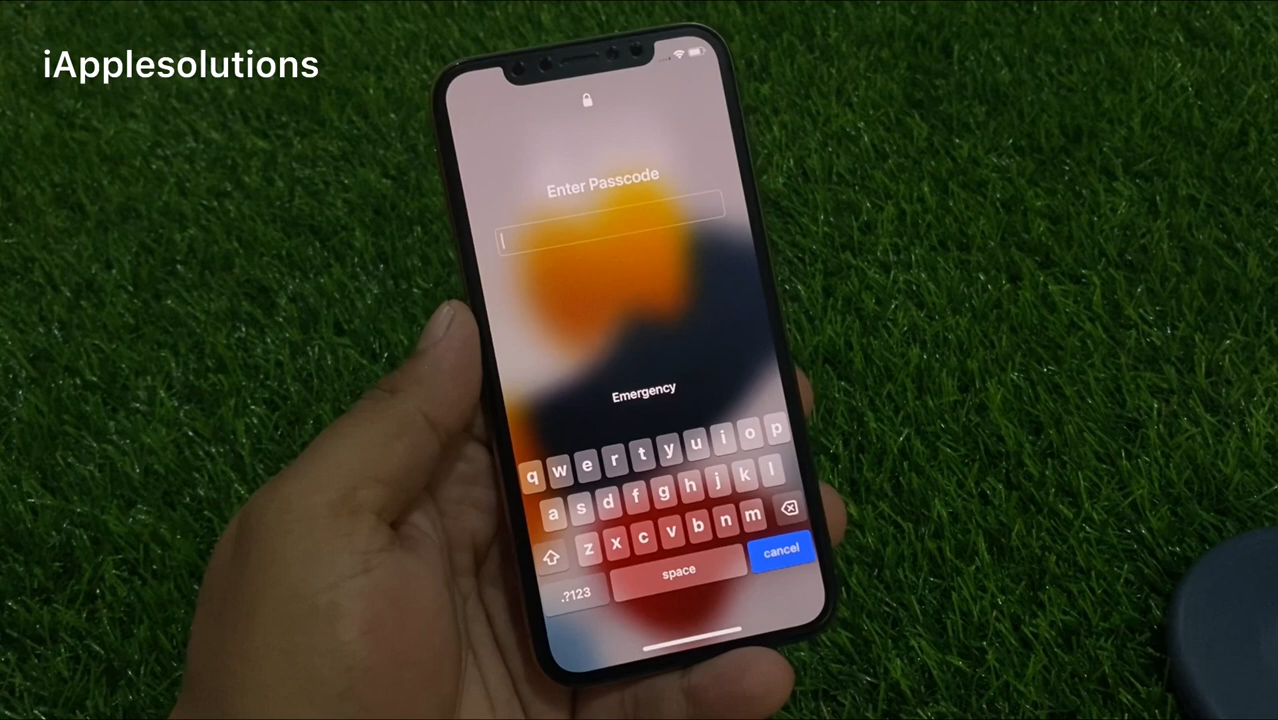 iApplesolutions
Enter Passcode
Emergency
q w e r t y u i o p
a s d f g h j k l
z x c v b n m
.?123 space cancel